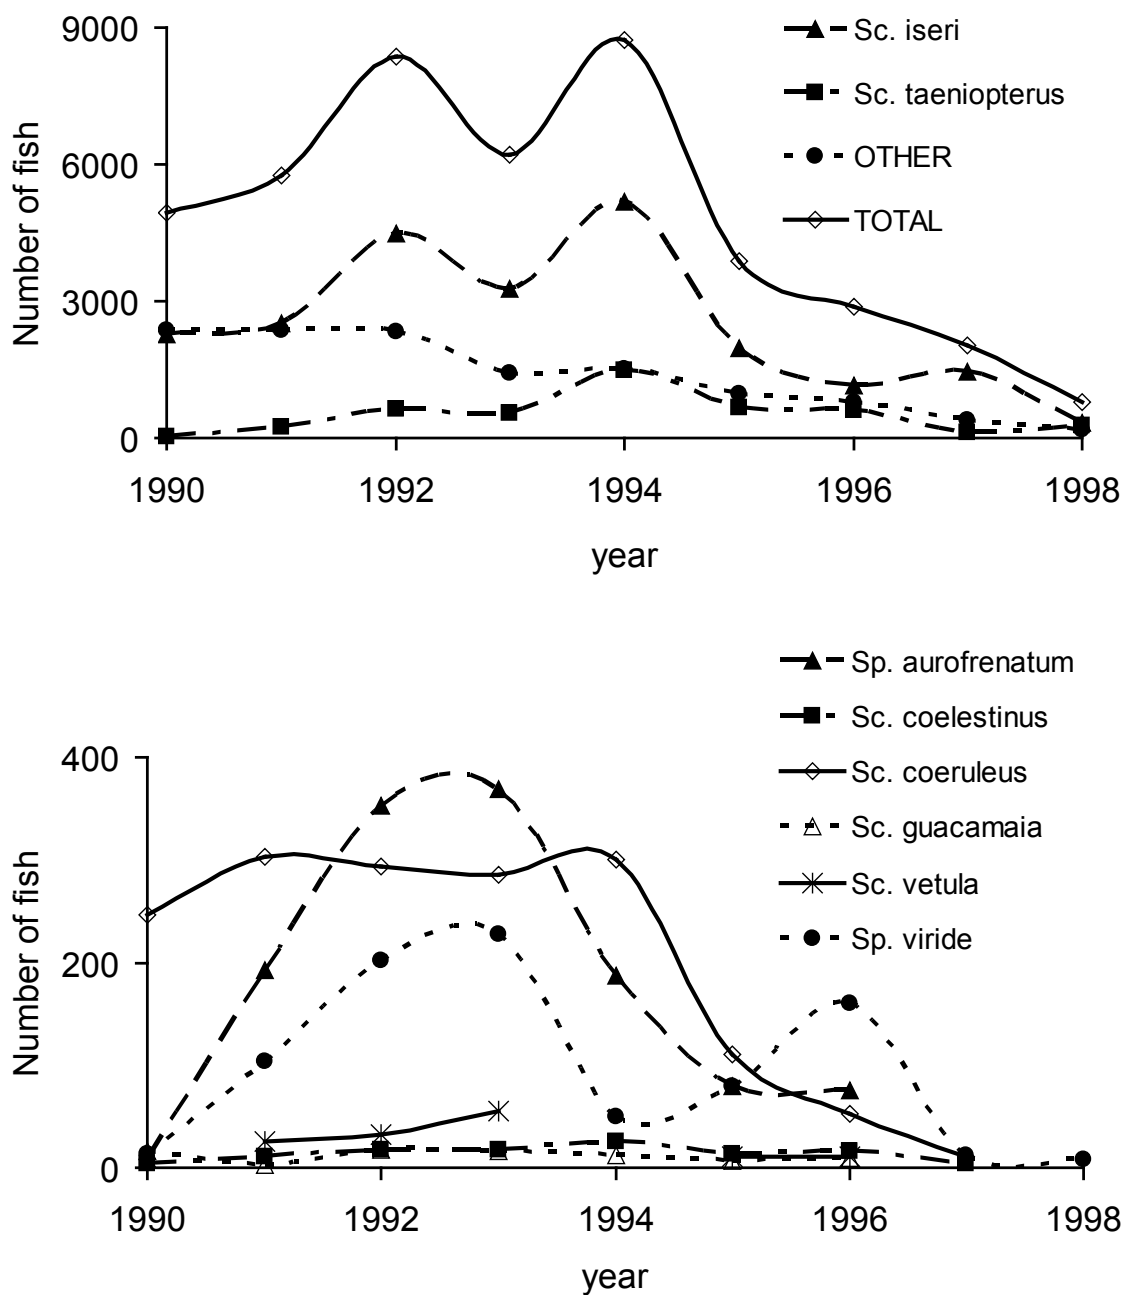 9000
6000
3000
0
Number of fish
1990
1992
1994
1996
1998
year
Sc. iseri
Sc. taeniopterus
OTHER
TOTAL
Sp. aurofrenatum
Sc. coelestinus
Sc. coeruleus
Sc. guacamaia
Sc. vetula
Sp. viride
400
200
0
Number of fish
1990
1992
1994
1996
1998
year